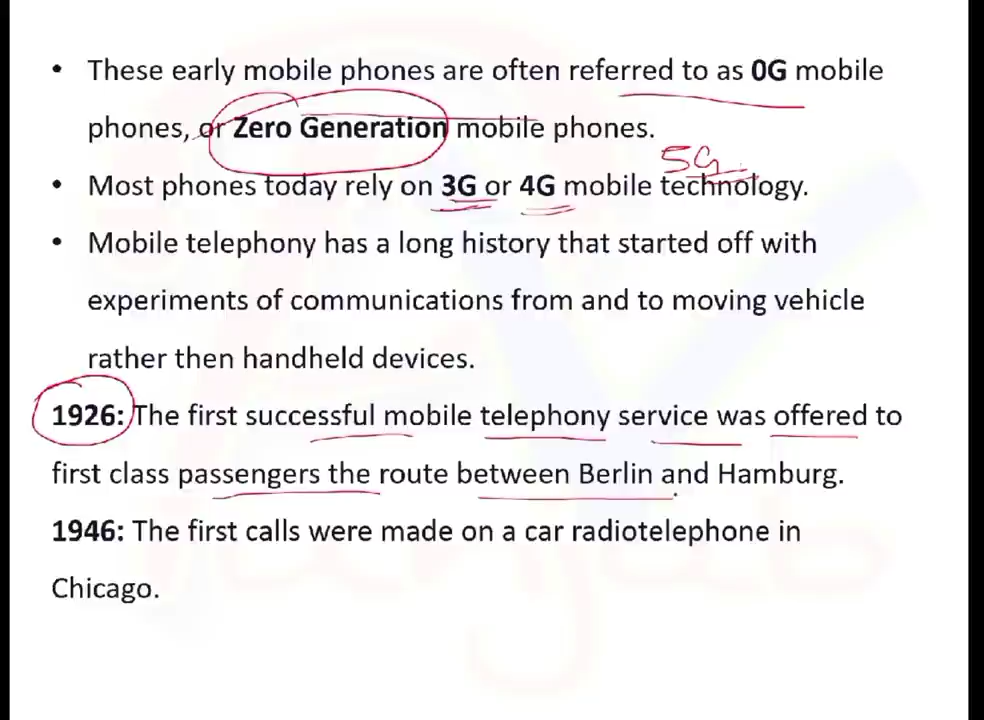 • These early mobile phones are often referred to as 0G mobile
phones, or Zero Generation mobile phones.
5G
• Most phones today rely on 3G or 4G mobile technology.
• Mobile telephony has a long history that started off with
experiments of communications from and to moving vehicle
rather then handheld devices.
1926: The first successful mobile telephony service was offered to
first class passengers the route between Berlin and Hamburg.
1946: The first calls were made on a car radiotelephone in
Chicago.